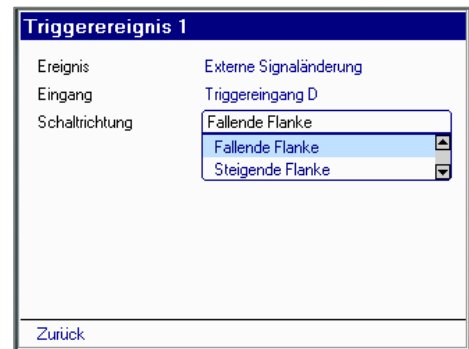 Triggerereignis 1
Ereignis Externe Signaländerung
Eingang Triggereingang D
Schaltrichtung Fallende Flanke
Fallende Flanke
Steigende Flanke
Zurück